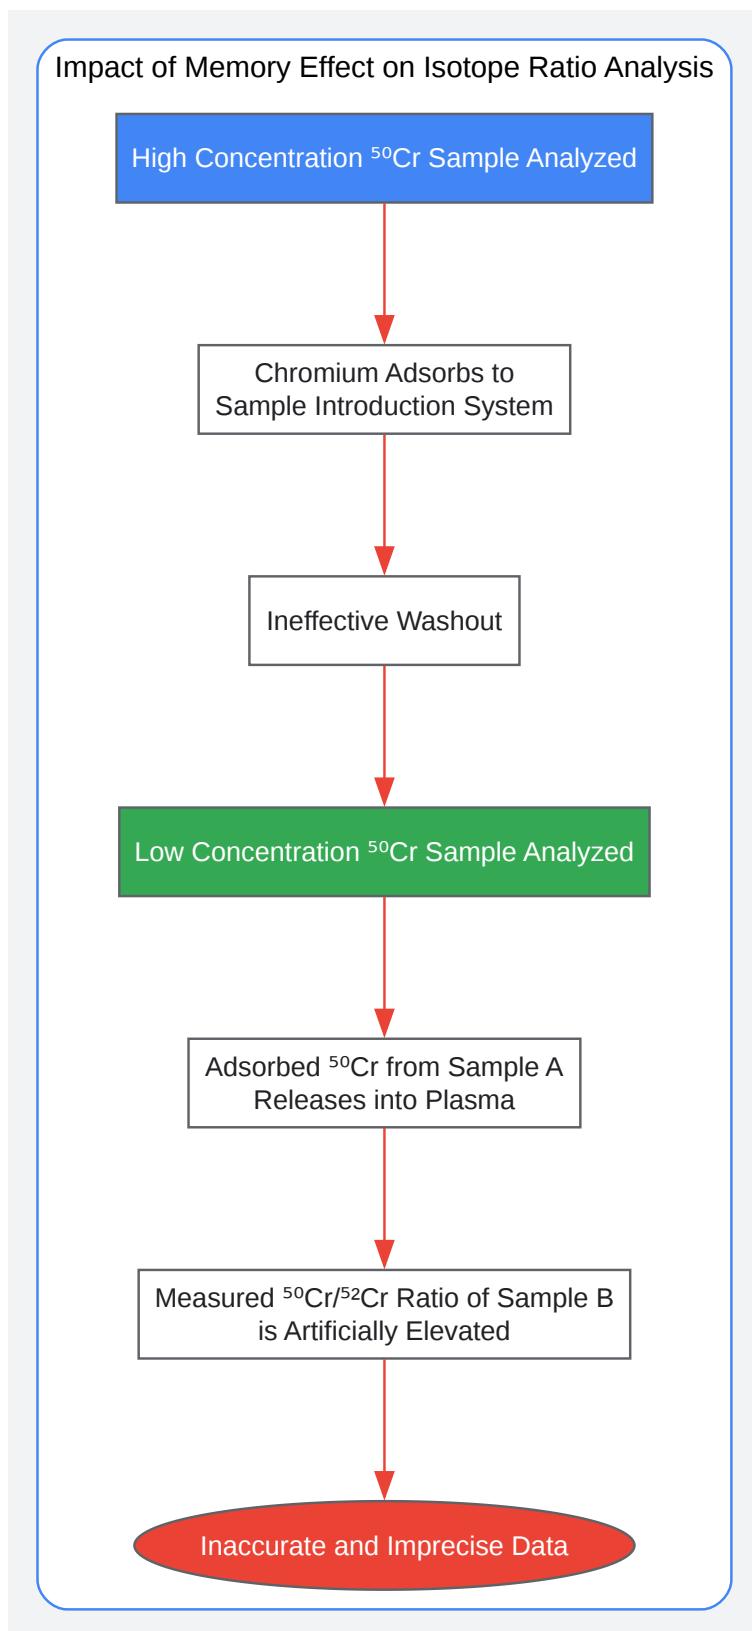 Impact of Memory Effect on Isotope Ratio Analysis
High Concentration ⁵⁰Cr Sample Analyzed
Chromium Adsorbs to
Sample Introduction System
Ineffective Washout
Low Concentration ⁵⁰Cr Sample Analyzed
Adsorbed ⁵⁰Cr from Sample A
Releases into Plasma
Measured ⁵⁰Cr/⁵²Cr Ratio of Sample B
is Artificially Elevated
Inaccurate and Imprecise Data